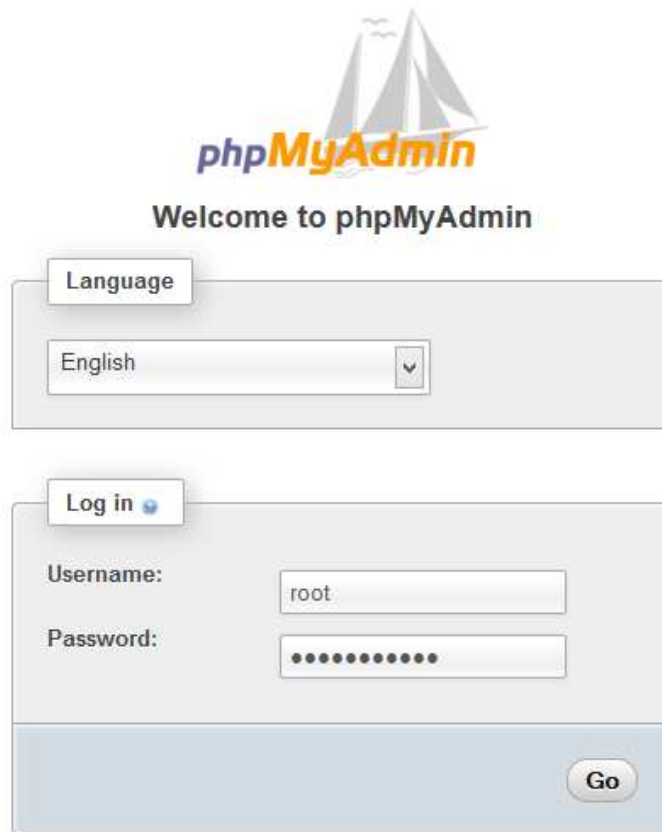 phpMyAdmin
Welcome to phpMyAdmin
Language
English
Log in
Username:
root
Password:
●●●●●●●●●●●
Go